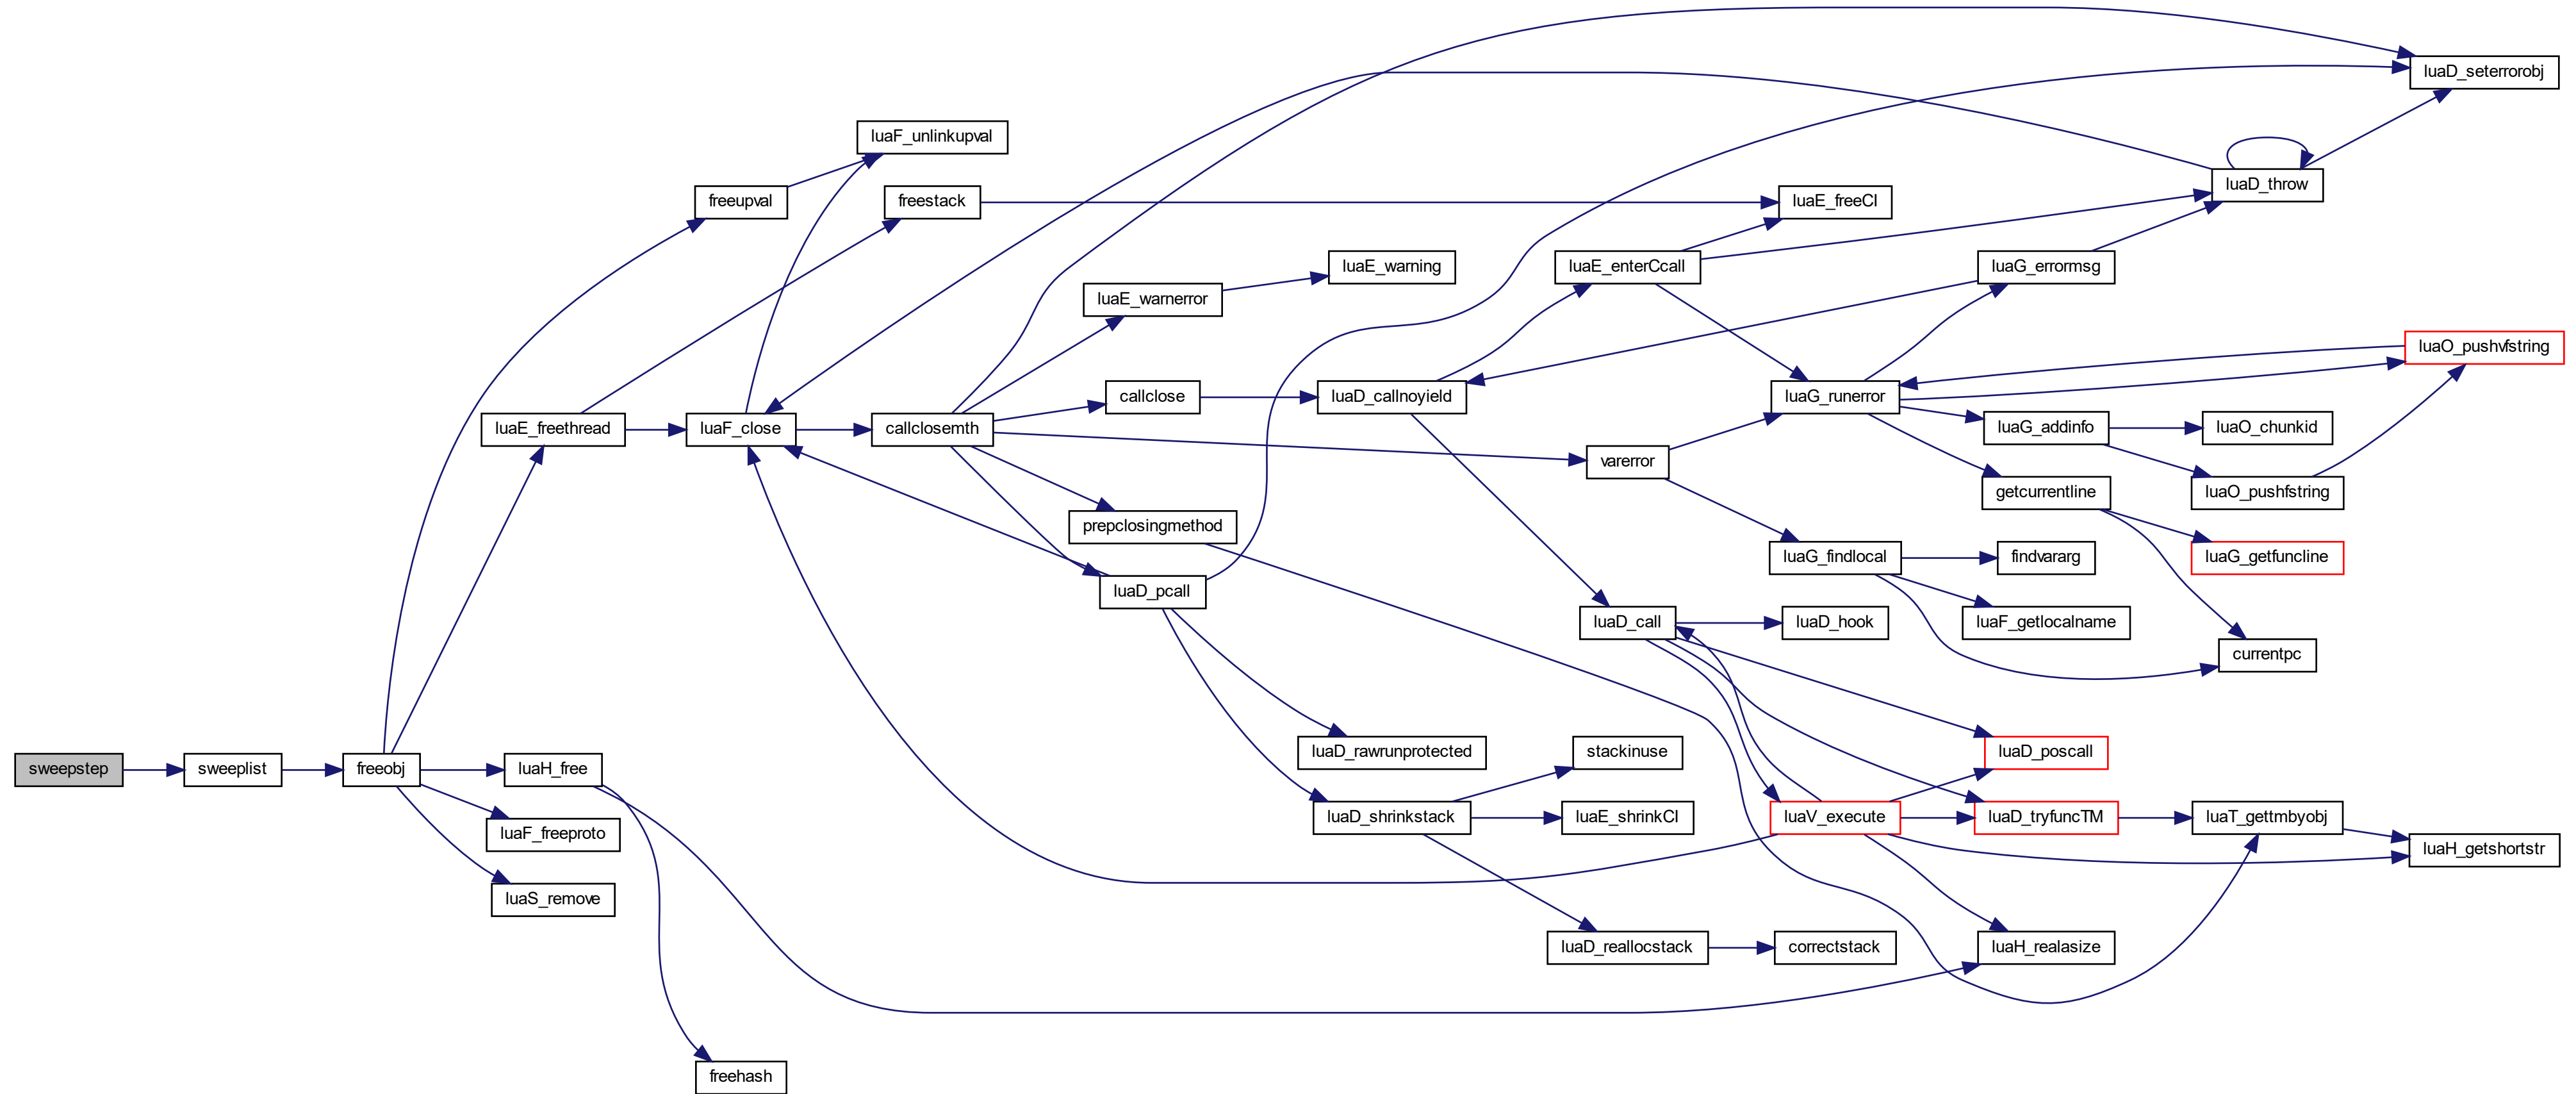 luaD_seterrorobj
luaF_unlinkupval
luaD_throw
freeupval
freestack
luaE_freeCI
luaE_warning
luaE_enterCcall
luaG_errormsg
luaE_warnerror
luaO_pushvfstring
callclose
luaD_callnoyield
luaG_runerror
luaE_freethread
luaF_close
callclosemth
luaG_addinfo
luaO_chunkid
varerror
getcurrentline
luaO_pushfstring
prepclosingmethod
luaG_findlocal
findvararg
luaG_getfuncline
luaD_pcall
luaD_call
luaD_hook
luaF_getlocalname
currentpc
sweepstep
sweeplist
freeobj
luaH_free
luaD_rawrunprotected
stackinuse
luaD_poscall
luaF_freeproto
luaD_shrinkstack
luaE_shrinkCI
luaV_execute
luaD_tryfuncTM
luaT_gettmbyobj
luaH_getshortstr
luaS_remove
luaD_reallocstack
correctstack
luaH_realasize
freehash